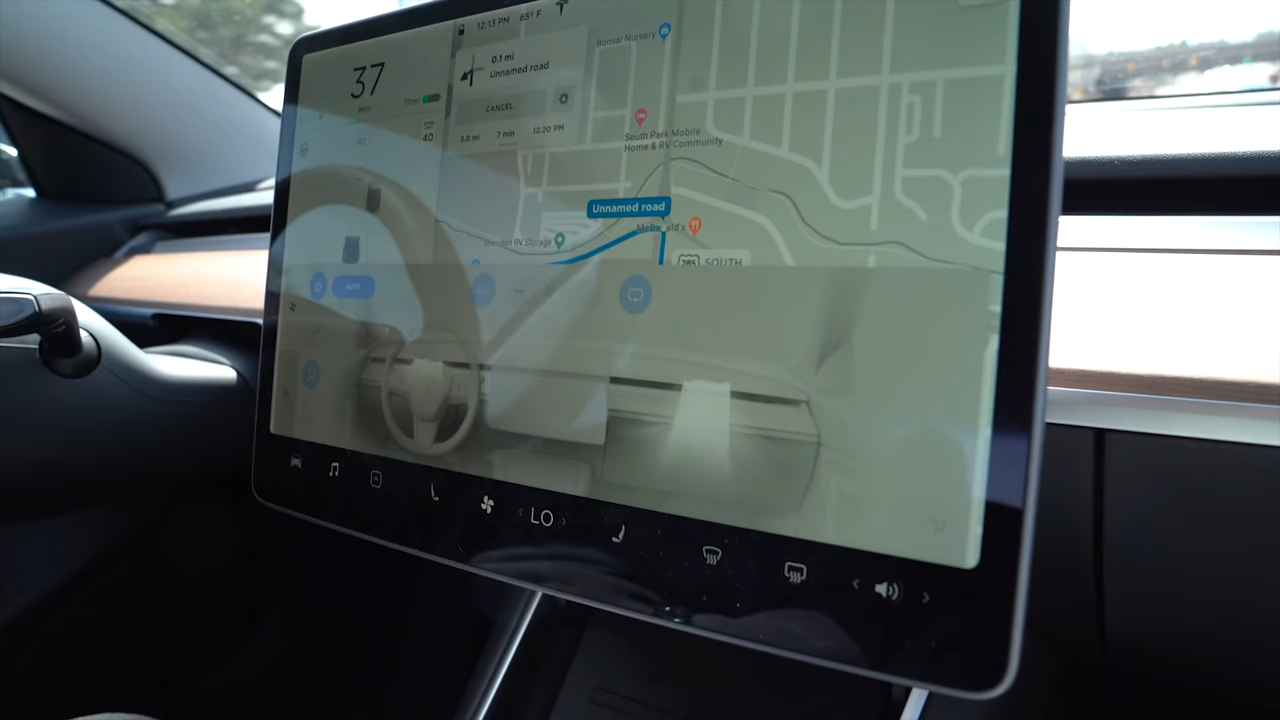 12:13 PM 65° F
37
MPH
40
40
0.1 mi
Unnamed road
CANCEL
3.0 mi 7 min 12:20 PM
Bonsai Nursery
South Park Mobile
Home & RV Community
Unnamed road
McDonald's
Sheridan RV Storage
285 SOUTH
AUTO
A/C
LO